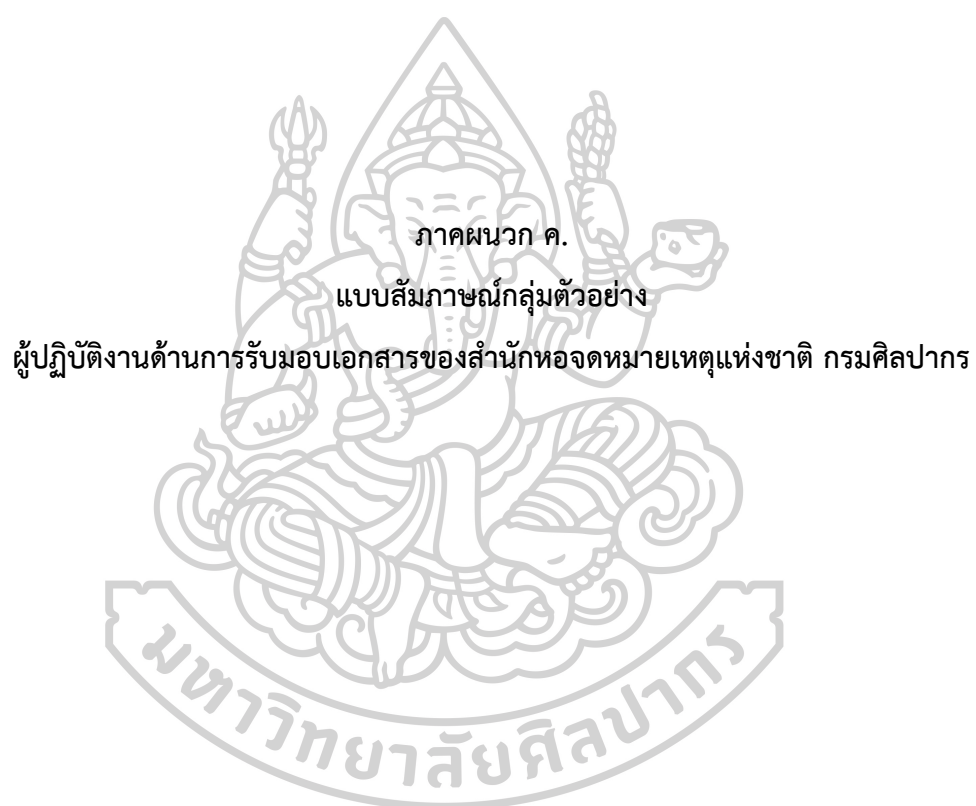 ภาคผนวก ค.
แบบสัมภาษณ์กลุ่มตัวอย่าง
ผู้ปฏิบัติงานด้านการรับมอบเอกสารของสำนักหอจดหมายเหตุแห่งชาติ กรมศิลปากร
มหาวิทยาลัยศิลปากร